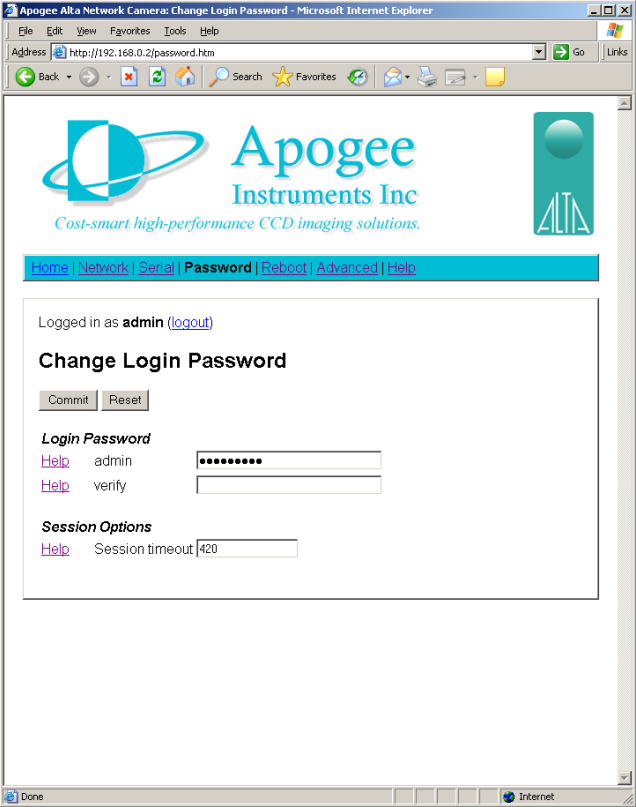 Apogee Alta Network Camera: Change Login Password - Microsoft Internet Explorer
File Edit View Favorites Tools Help
Address http://192.168.0.2/password.htm Go Links
Back Search Favorites
Apogee
Instruments Inc
Cost-smart high-performance CCD imaging solutions.
ALTA
Home | Network | Serial | Password | Reboot | Advanced | Help
Logged in as admin (logout)
Change Login Password
Commit Reset
Login Password
Help admin •••••••••
Help verify
Session Options
Help Session timeout 420
Done Internet